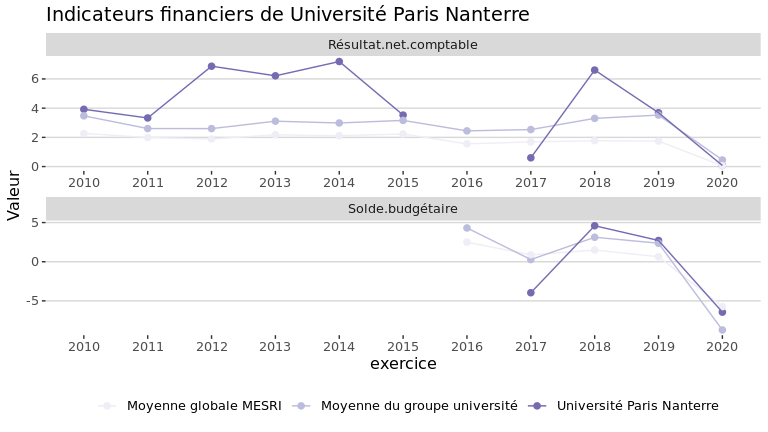 Indicateurs financiers de Université Paris Nanterre
Résultat.net.comptable
6
4
2
0
2010 2011 2012 2013 2014 2015 2016 2017 2018 2019 2020
Valeur
Solde.budgétaire
5
0
-5
2010 2011 2012 2013 2014 2015 2016 2017 2018 2019 2020
exercice
Moyenne globale MESRI Moyenne du groupe université Université Paris Nanterre